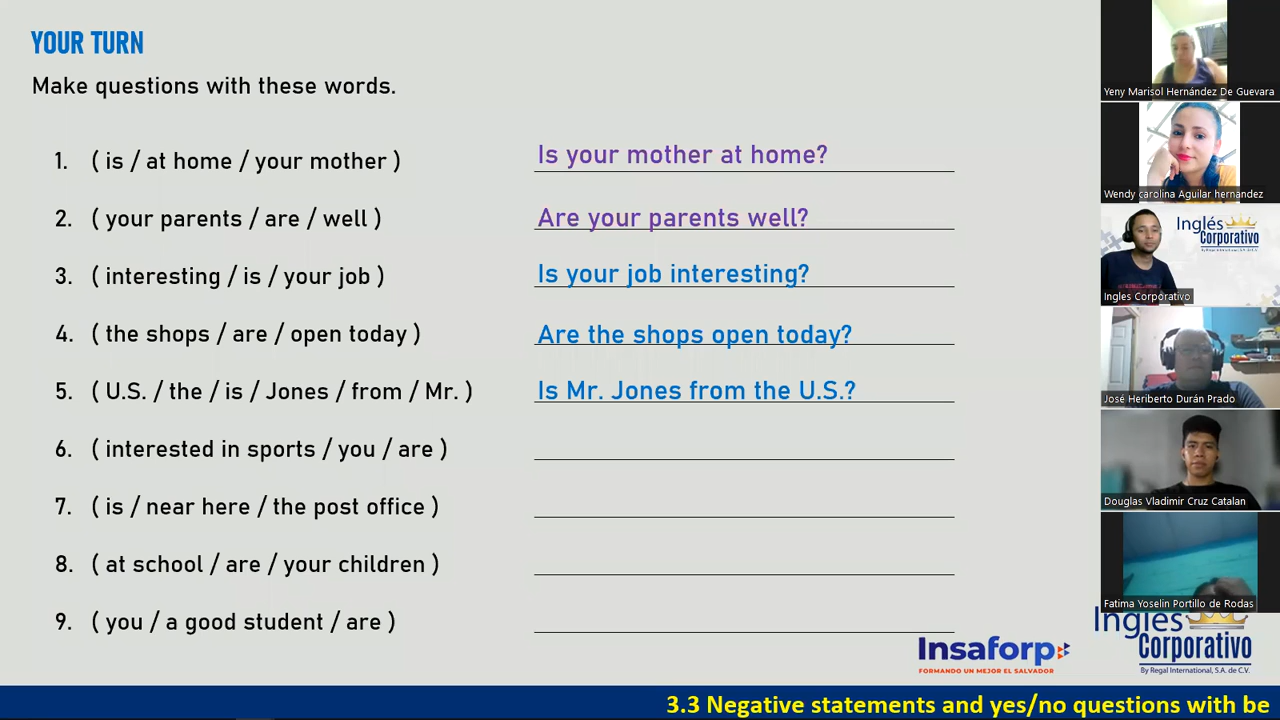 YOUR TURN
Make questions with these words.
1. ( is / at home / your mother ) Is your mother at home?
2. ( your parents / are / well ) Are your parents well?
3. ( interesting / is / your job ) Is your job interesting?
4. ( the shops / are / open today ) Are the shops open today?
5. ( U.S. / the / is / Jones / from / Mr. ) Is Mr. Jones from the U.S.?
6. ( interested in sports / you / are )
7. ( is / near here / the post office )
8. ( at school / are / your children )
9. ( you / a good student / are )
Yeny Marisol Hernández De Guevara
Wendy carolina Aguilar hernandez
Inglés
Corporativo
By Regal International, S.A. de C.V.
Ingles Corporativo
José Heriberto Durán Prado
Douglas Vladimir Cruz Catalan
Fatima Yoselin Portillo de Rodas
Insaforp
FORMANDO UN MEJOR EL SALVADOR
Inglés
Corporativo
By Regal International, S.A. de C.V.
3.3 Negative statements and yes/no questions with be